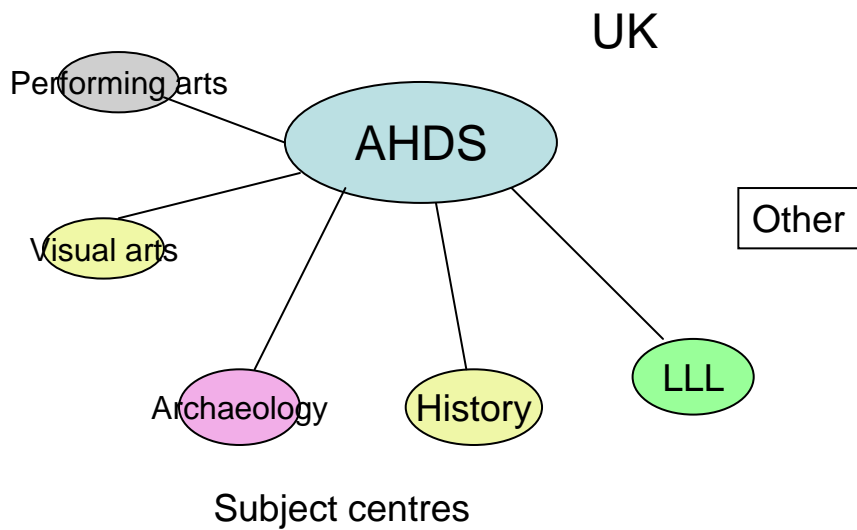 UK
Performing arts
AHDS
Other
Visual arts
LLL
Archaeology
History
Subject centres